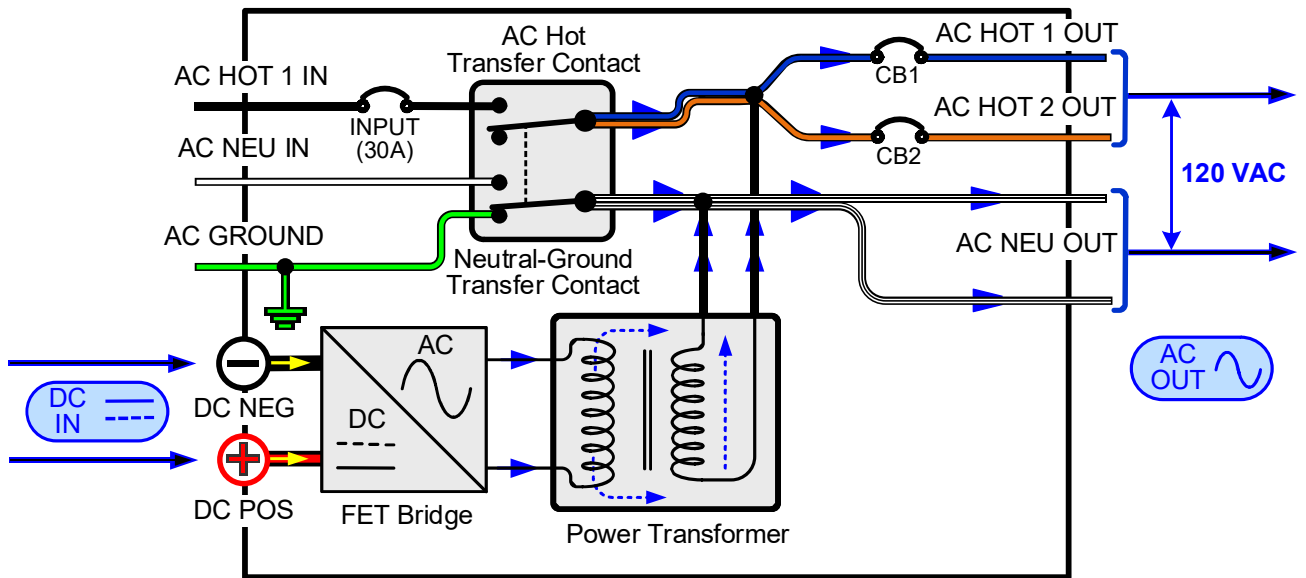 AC Hot
Transfer Contact
AC HOT 1 OUT
AC HOT 1 IN
CB1
INPUT
(30A)
AC HOT 2 OUT
AC NEU IN
CB2
120 VAC
AC GROUND
AC NEU OUT
Neutral-Ground
Transfer Contact
AC
DC
DC
IN
DC NEG
AC
OUT
DC POS
FET Bridge
Power Transformer